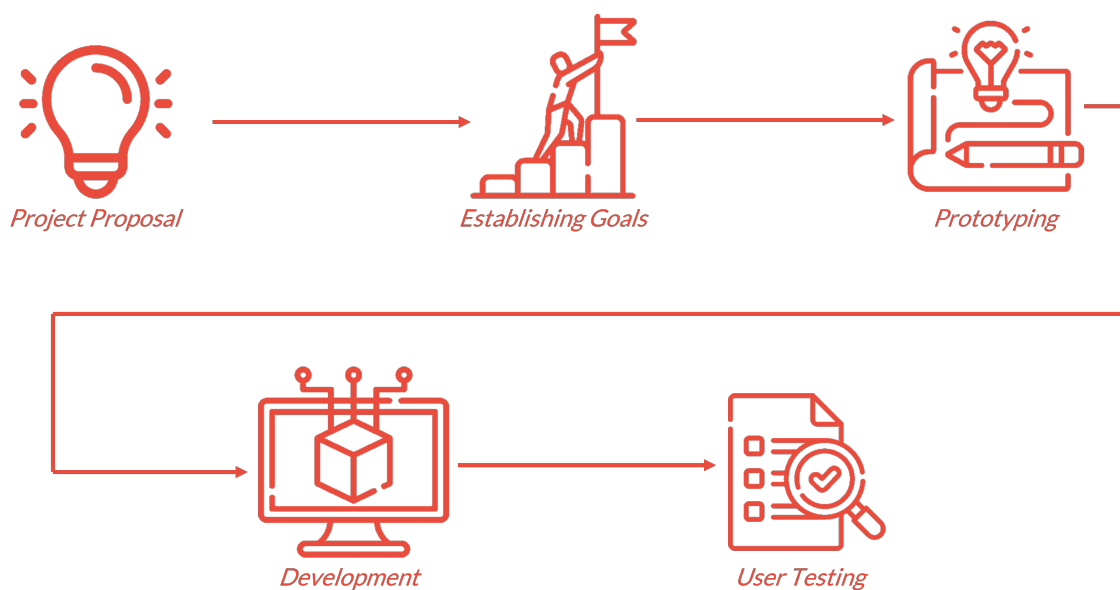 Project Proposal
Establishing Goals
Prototyping
Development
User Testing